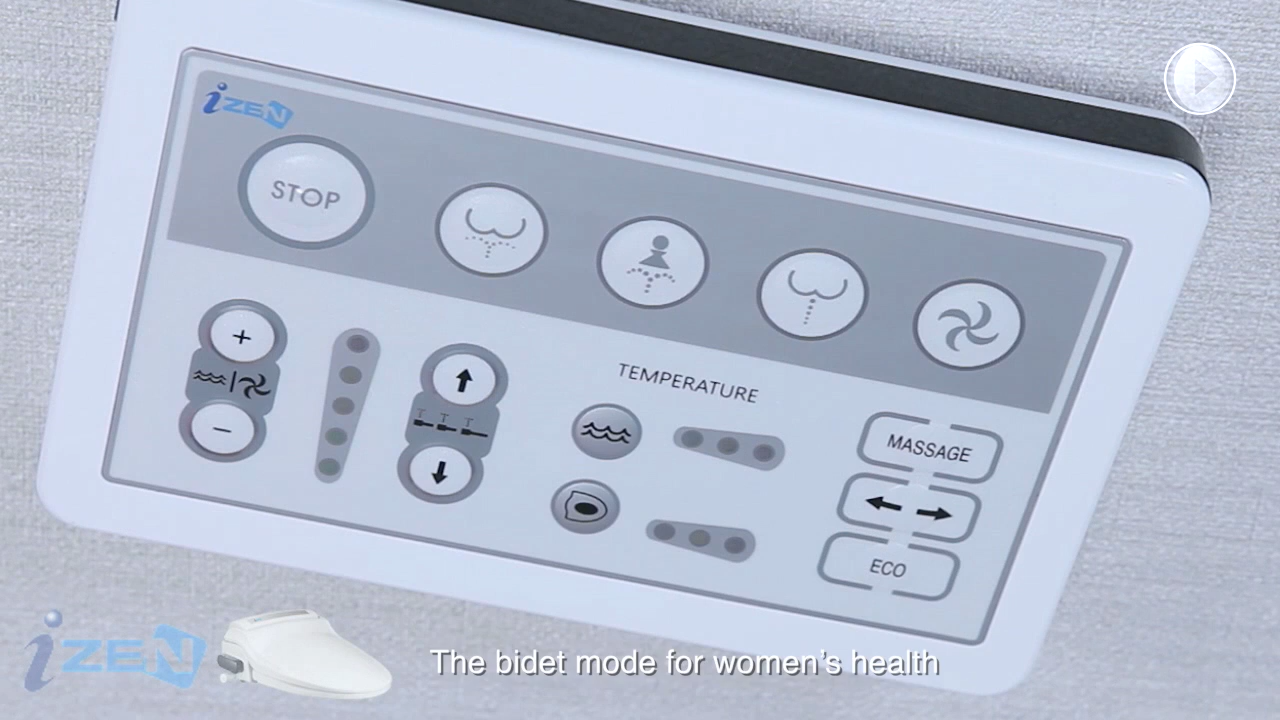 iZEN
STOP
TEMPERATURE
MASSAGE
ECO
iZEN
The bidet mode for women's health